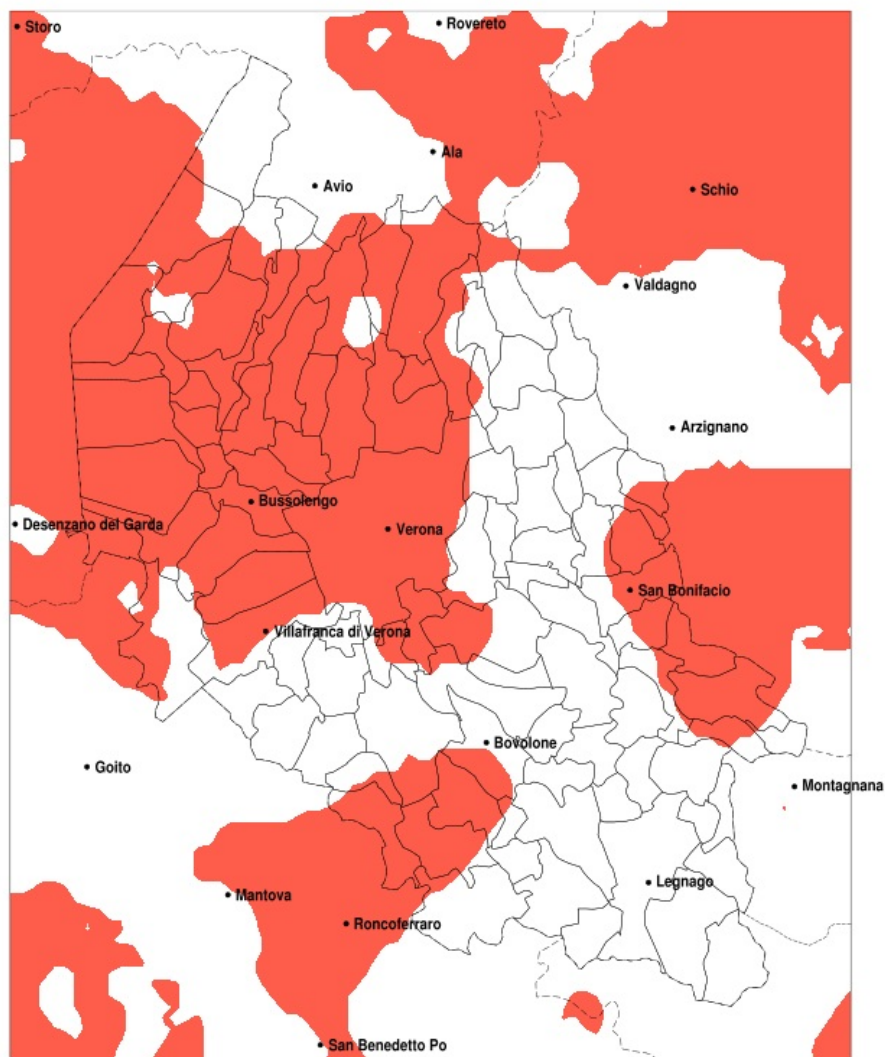 Storo
Rovereto
Ala
Avio
Schio
Valdagno
Arzignano
Bussolengo
Desenzano del Garda
Verona
San Bonifacio
Villafranca di Verona
Bovolone
Goito
Montagnana
Legnago
Mantova
Roncoferraro
San Benedetto Po